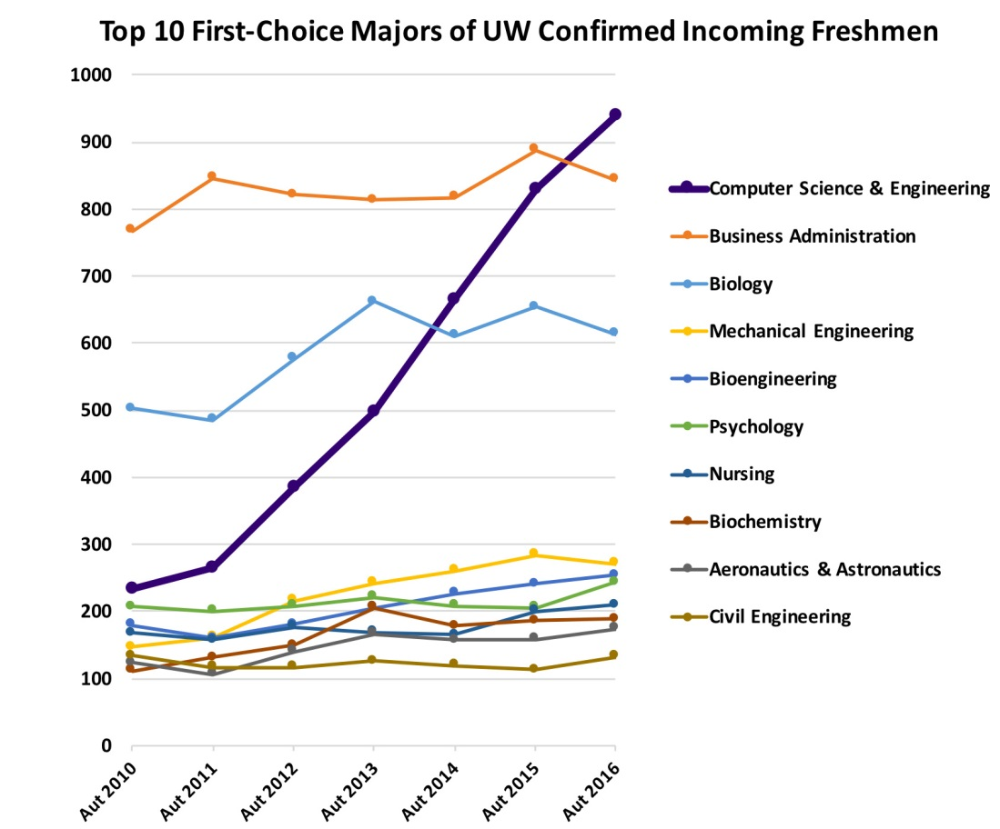 Top 10 First-Choice Majors of UW Confirmed Incoming Freshmen
1000
900
800
700
600
500
400
300
200
100
0
Aut 2010
Aut 2011
Aut 2012
Aut 2013
Aut 2014
Aut 2015
Aut 2016
Computer Science & Engineering
Business Administration
Biology
Mechanical Engineering
Bioengineering
Psychology
Nursing
Biochemistry
Aeronautics & Astronautics
Civil Engineering